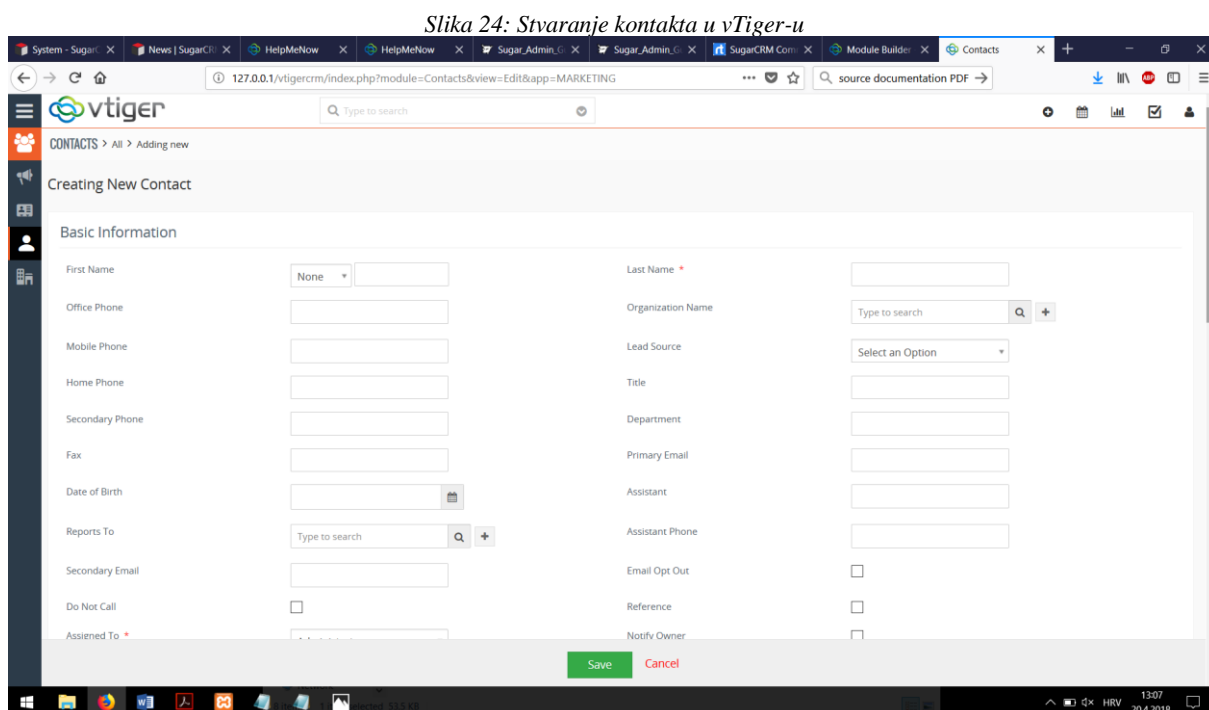 Slika 24: Stvaranje kontakta u vTiger-u
System - SugarC News | SugarCR HelpMeNow HelpMeNow Sugar_Admin_G Sugar_Admin_G SugarCRM Com Module Builder Contacts
127.0.0.1/vtigercrm/index.php?module=Contacts&view=Edit&app=MARKETING source documentation PDF
ABP
vtiger Type to search
CONTACTS > All > Adding new
Creating New Contact
Basic Information
First Name None Last Name *
Office Phone Organization Name Type to search
Mobile Phone Lead Source Select an Option
Home Phone Title
Secondary Phone Department
Fax Primary Email
Date of Birth Assistant
Reports To Type to search Assistant Phone
Secondary Email Email Opt Out
Do Not Call Reference
Assigned To * Notify Owner
Save Cancel
HRV 13:07
20.4.2018